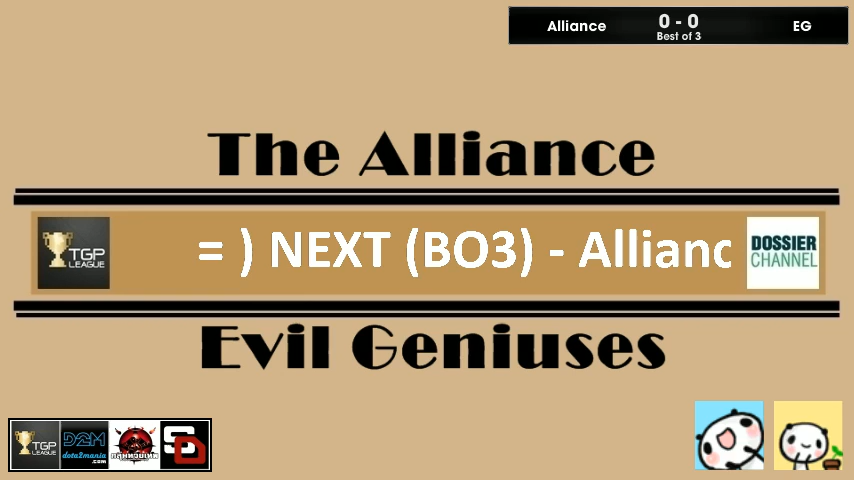 Alliance 0 - 0 EG
Best of 3
The Alliance
TGP LEAGUE
= ) NEXT (BO3) - Allianc
DOSSIER CHANNEL
Evil Geniuses
TGP LEAGUE
D2M
dota2mania
.com
SD